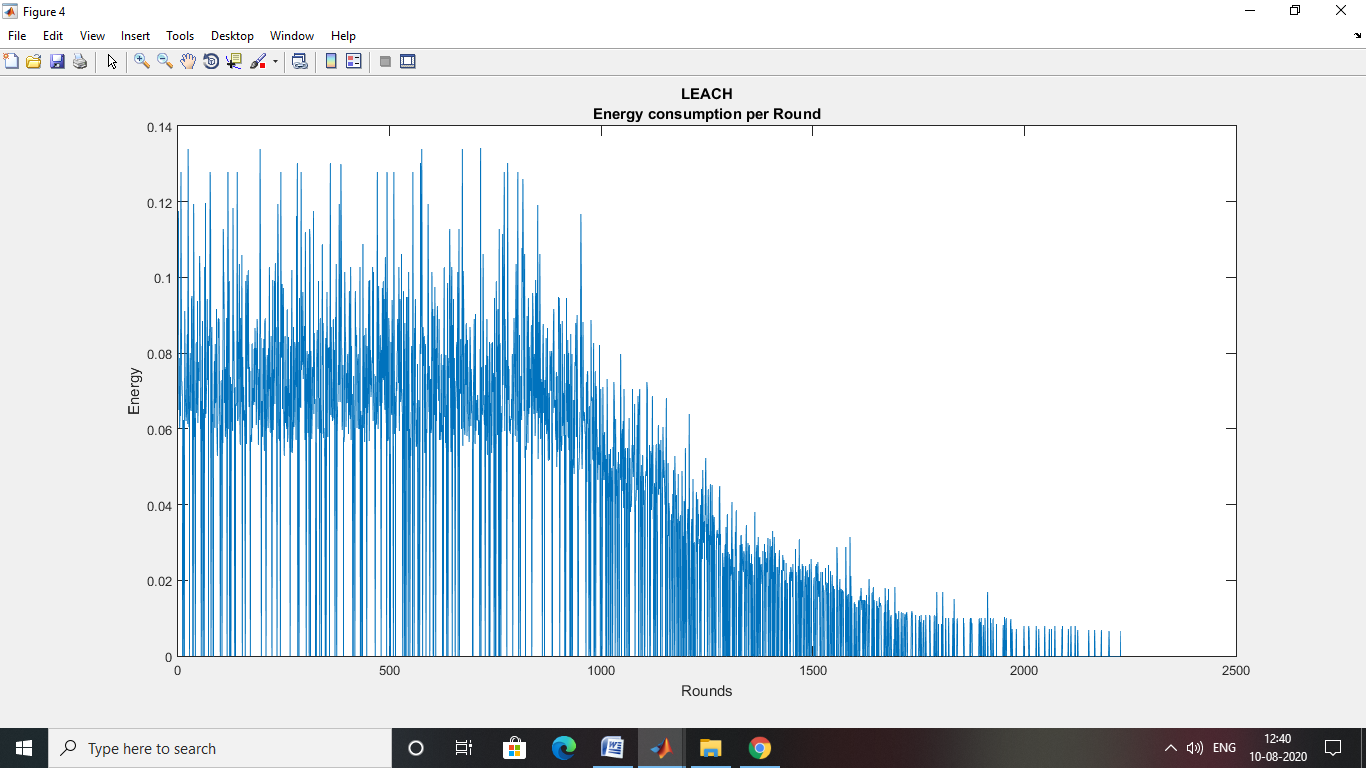 Figure 4
File Edit View Insert Tools Desktop Window Help
LEACH
Energy consumption per Round
0.14
0.12
0.1
0.08
0.06
0.04
0.02
0
Energy
0 500 1000 1500 2000 2500
Rounds
Type here to search
ENG
12:40
10-08-2020